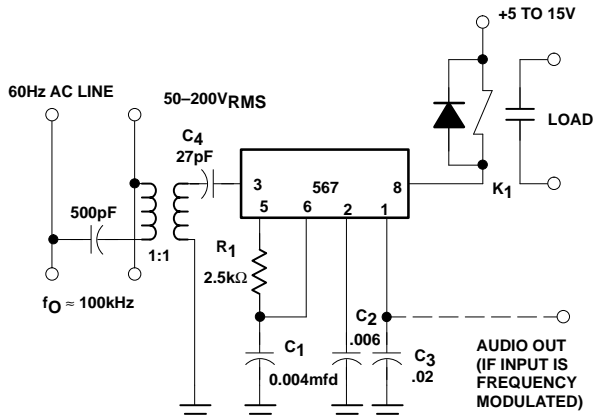 +5 TO 15V
60Hz AC LINE
50–200VRMS
C4
27pF
LOAD
3
567
8
K1
5
6
2
1
500pF
1:1
R1
2.5kΩ
fO ≈ 100kHz
C1
0.004mfd
C2
.006
C3
.02
AUDIO OUT
(IF INPUT IS
FREQUENCY
MODULATED)